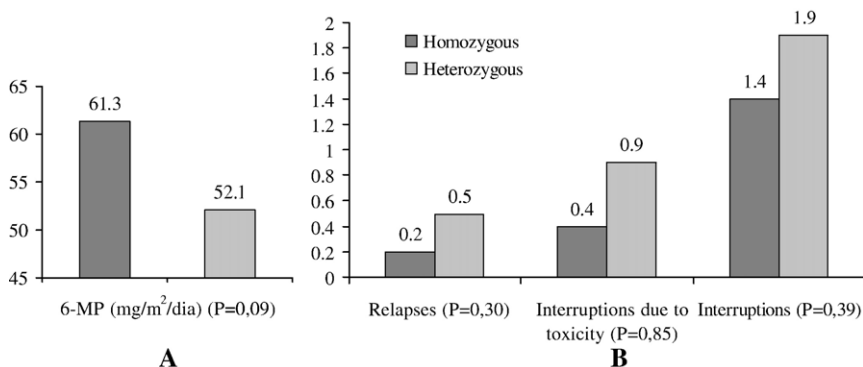 65
60
55
50
45
61.3
52.1
6-MP (mg/m²/dia) (P=0,09)
A
2
1.8
1.6
1.4
1.2
1
0.8
0.6
0.4
0.2
0
Homozygous
Heterozygous
0.2
0.5
0.4
0.9
1.4
1.9
Relapses (P=0,30)
Interruptions due to
toxicity (P=0,85)
Interruptions (P=0,39)
B